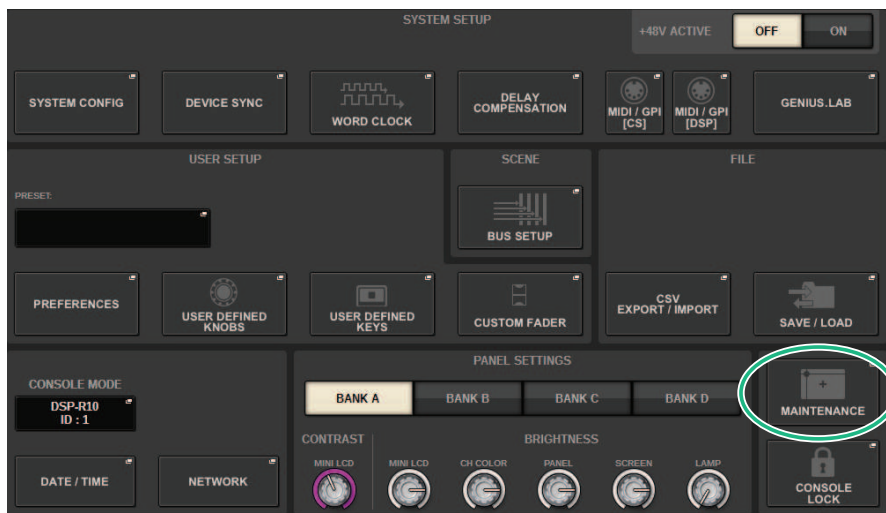 SYSTEM SETUP
+48V ACTIVE
OFF
ON
SYSTEM CONFIG
DEVICE SYNC
WORD CLOCK
DELAY
COMPENSATION
MIDI / GPI
[CS]
MIDI / GPI
[DSP]
GENIUS.LAB
USER SETUP
SCENE
FILE
PRESET:
BUS SETUP
PREFERENCES
USER DEFINED
KNOBS
USER DEFINED
KEYS
CUSTOM FADER
CSV
EXPORT / IMPORT
SAVE / LOAD
CONSOLE MODE
DSP-R10
ID : 1
PANEL SETTINGS
BANK A
BANK B
BANK C
BANK D
MAINTENANCE
CONTRAST
BRIGHTNESS
MINI LCD
MINI LCD
CH COLOR
PANEL
SCREEN
LAMP
DATE / TIME
NETWORK
CONSOLE
LOCK